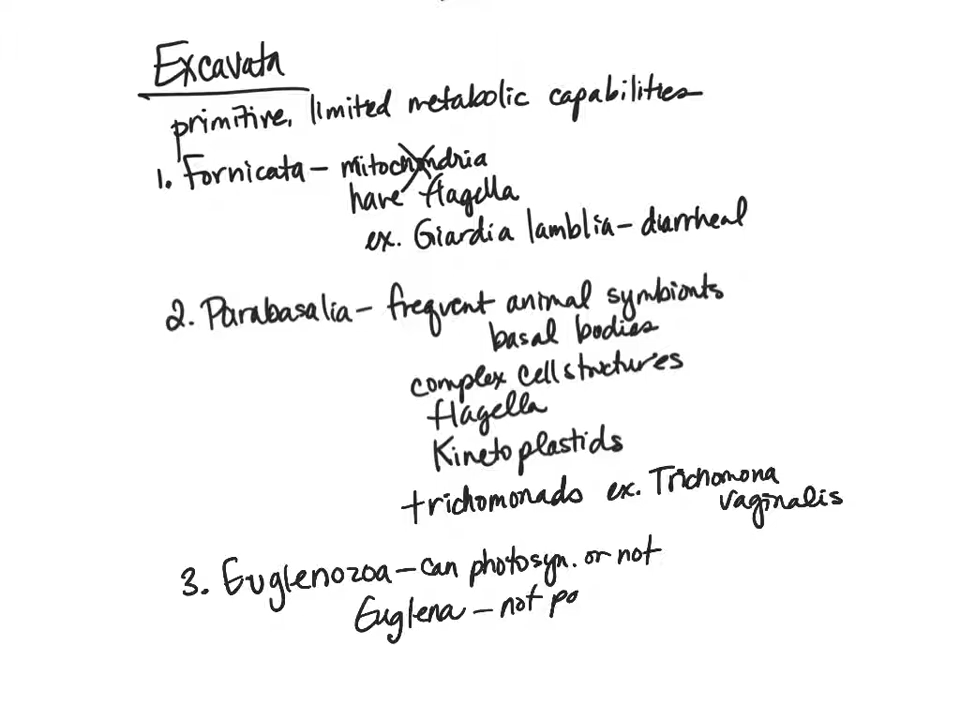 Excavata
primitive, limited metabolic capabilities
1. Fornicata - mitochondria
have flagella
ex. Giardia lamblia - diarrheal
2. Parabasalia - frequent animal symbionts
basal bodies
complex cell structures
flagella
Kinetoplastids
trichomonads ex. Trichomona
vaginalis
3. Euglenozoa - can photosyn. or not
Euglena - not pa